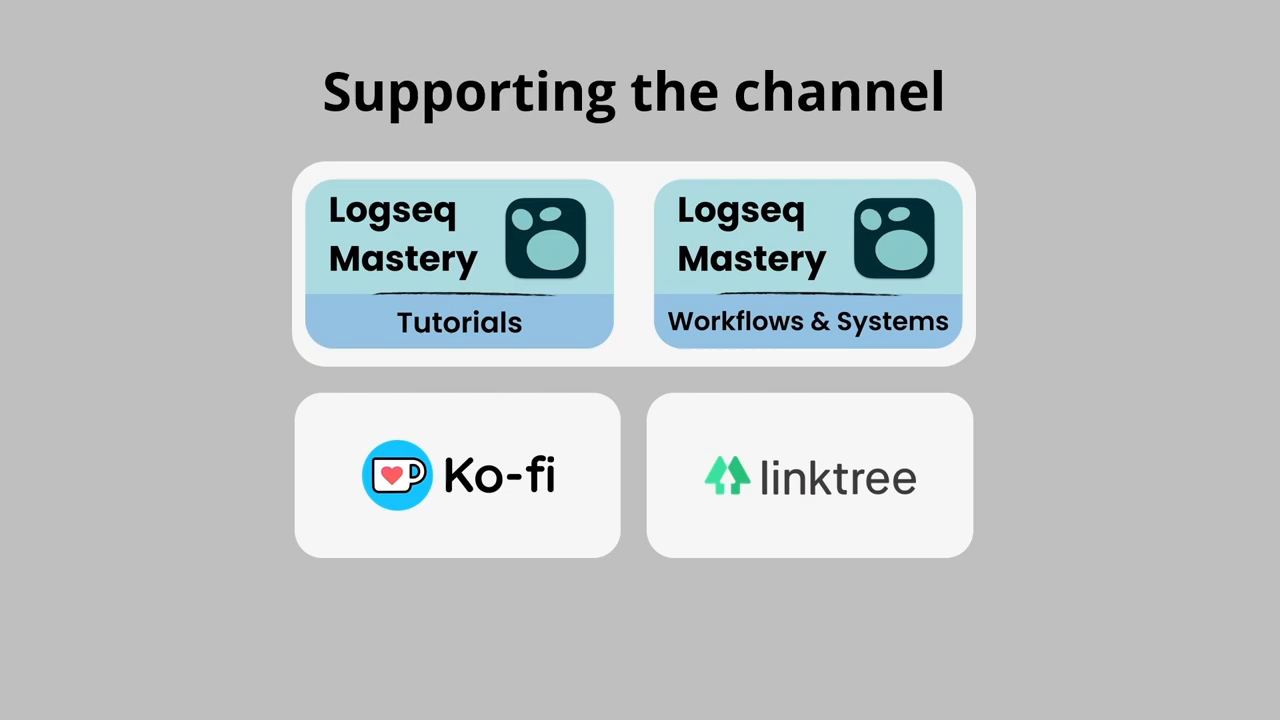 Supporting the channel
Logseq
Mastery
Tutorials
Logseq
Mastery
Workflows & Systems
Ko-fi
linktree